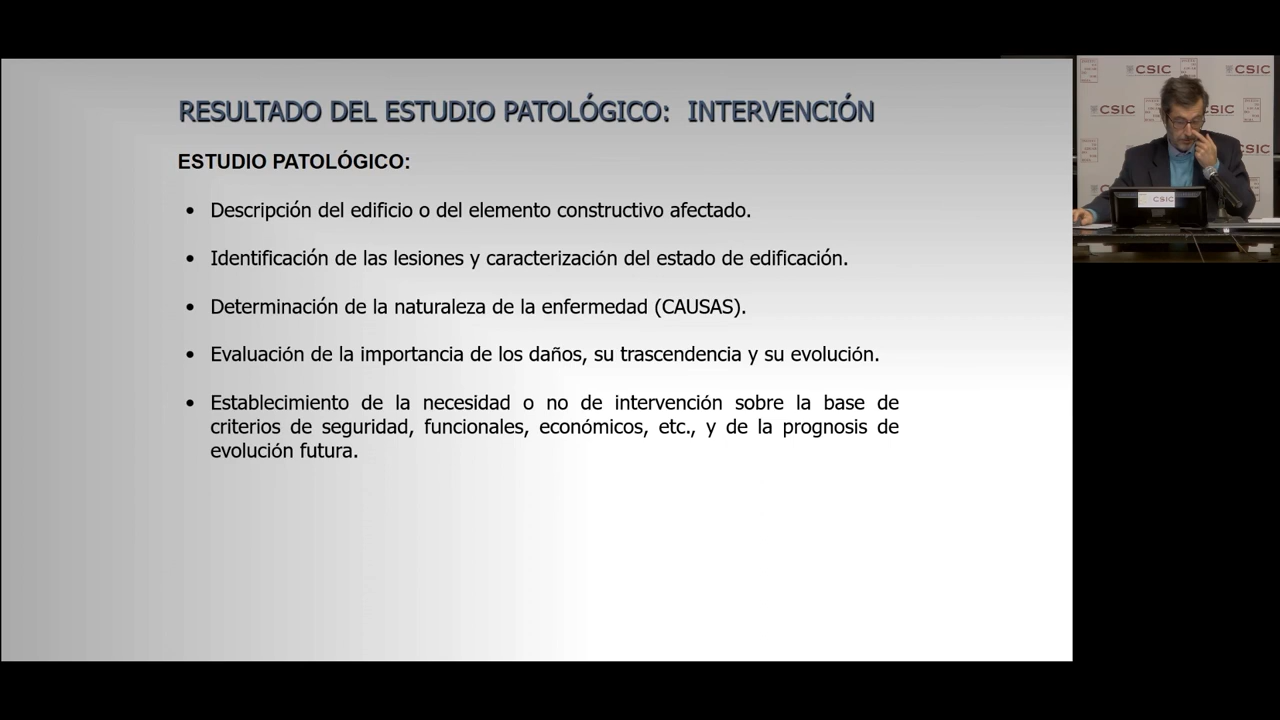 RESULTADO DEL ESTUDIO PATOLÓGICO: INTERVENCIÓN
ESTUDIO PATOLÓGICO:
• Descripción del edificio o del elemento constructivo afectado.
• Identificación de las lesiones y caracterización del estado de edificación.
• Determinación de la naturaleza de la enfermedad (CAUSAS).
• Evaluación de la importancia de los daños, su trascendencia y su evolución.
• Establecimiento de la necesidad o no de intervención sobre la base de
criterios de seguridad, funcionales, económicos, etc., y de la prognosis de
evolución futura.
CSIC
CSIC
CSIC
CSIC
CSIC
CSIC